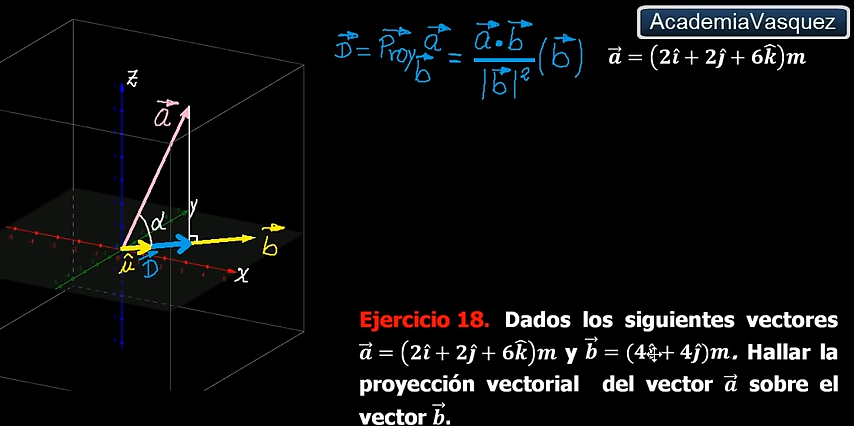 AcademiaVasquez
D⃗ = Proy_b⃗ a⃗ = (a⃗ • b⃗ / |b⃗|²) (b⃗)
a⃗ = (2î + 2ĵ + 6k̂)m
z
a⃗
y
α
b⃗
û
D⃗
x
Ejercicio 18. Dados los siguientes vectores
a⃗ = (2î + 2ĵ + 6k̂)m y b⃗ = (4î + 4ĵ)m. Hallar la
proyección vectorial del vector a⃗ sobre el
vector b⃗.